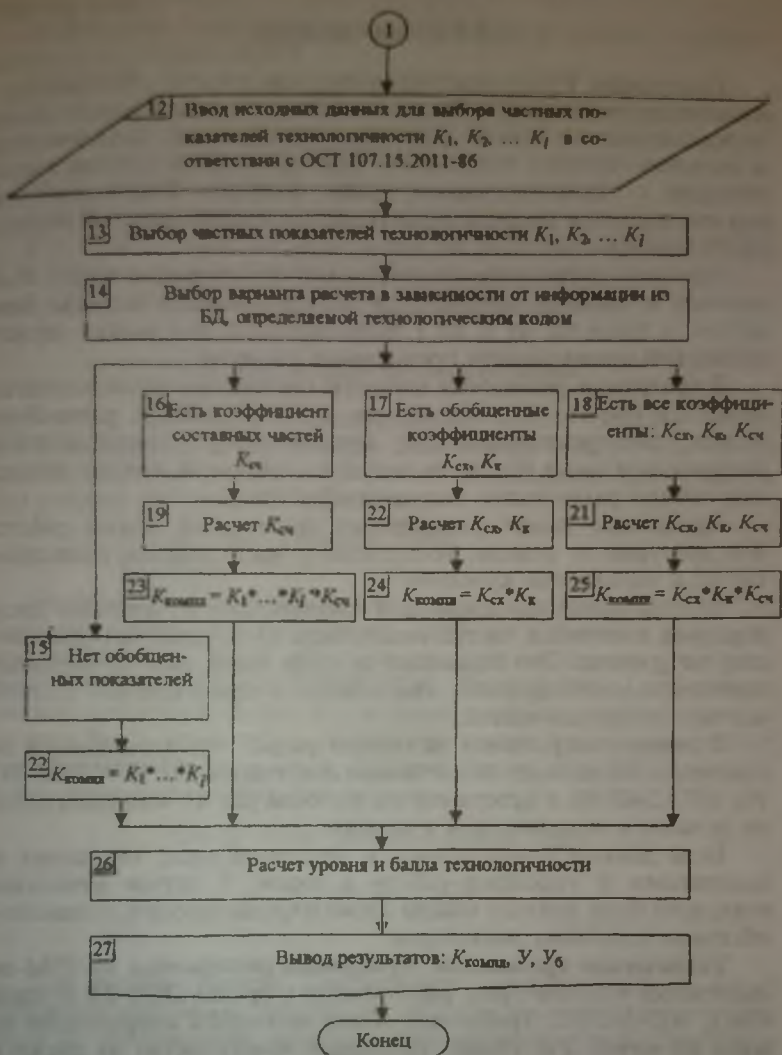 1
12 Ввод исходных данных для выбора частных по-
казателей технологичности K₁, K₂, … Kⱼ в со-
ответствии с ОСТ 107.15.2011-86
13 Выбор частных показателей технологичности K₁, K₂, … Kⱼ
14 Выбор варианта расчета в зависимости от информации из
БД, определяемой технологическим кодом
16 Есть коэффициент
составных частей
Kсч
17 Есть обобщенные
коэффициенты
Kсх, Kк
18 Есть все коэффици-
енты: Kсх, Kк, Kсч
19 Расчет Kсч
22 Расчет Kсх, Kк
21 Расчет Kсх, Kк, Kсч
23 Kкомпл = K₁*…*Kⱼ*Kсч
24 Kкомпл = Kсх*Kк
25 Kкомпл = Kсх*Kк*Kсч
15 Нет обобщен-
ных показателей
22 Kкомпл = K₁*…*Kⱼ
26 Расчет уровня и балла технологичности
27 Вывод результатов: Kкомпл, У, Уб
Конец